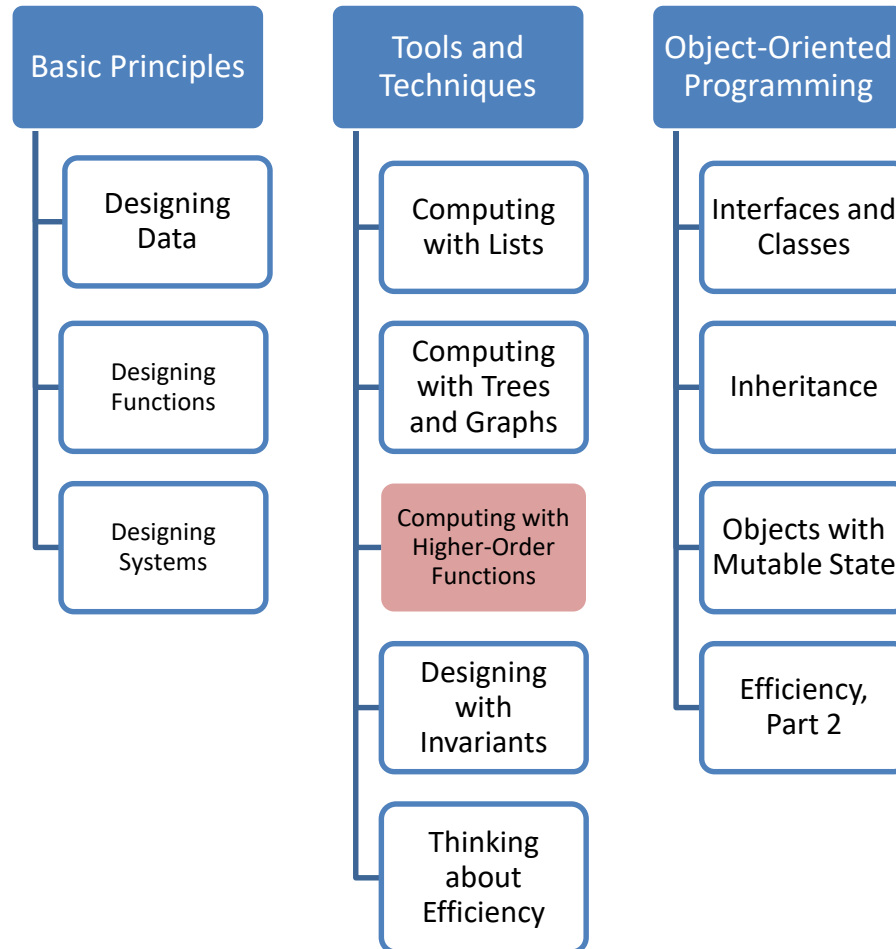 Basic Principles
Designing
Data
Designing
Functions
Designing
Systems
Tools and
Techniques
Computing
with Lists
Computing
with Trees
and Graphs
Computing with
Higher-Order
Functions
Designing
with
Invariants
Thinking
about
Efficiency
Object-Oriented
Programming
Interfaces and
Classes
Inheritance
Objects with
Mutable State
Efficiency,
Part 2